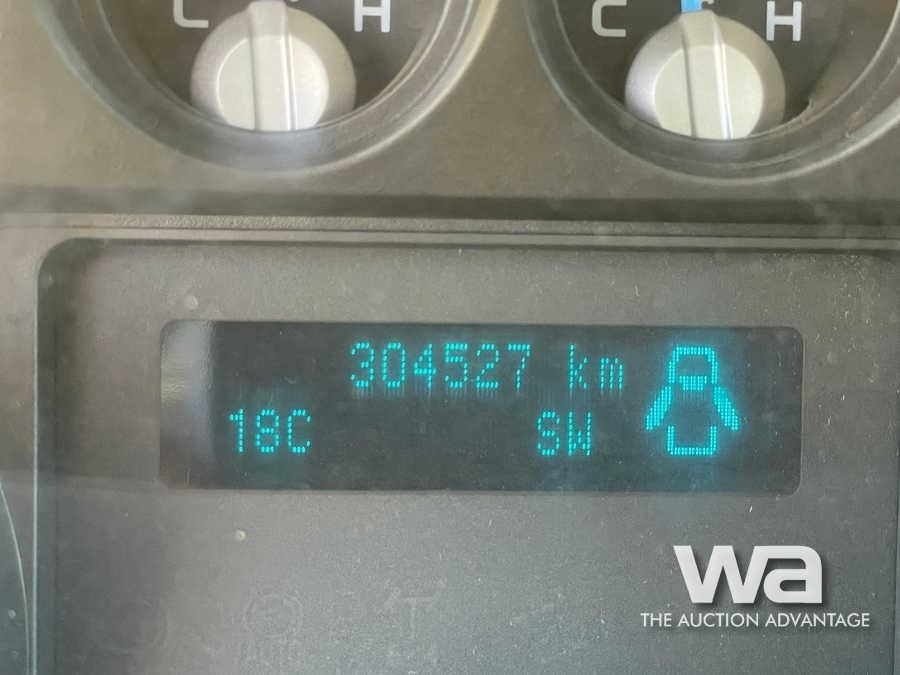 C H C H
304527 km
18C SW
wa
THE AUCTION ADVANTAGE